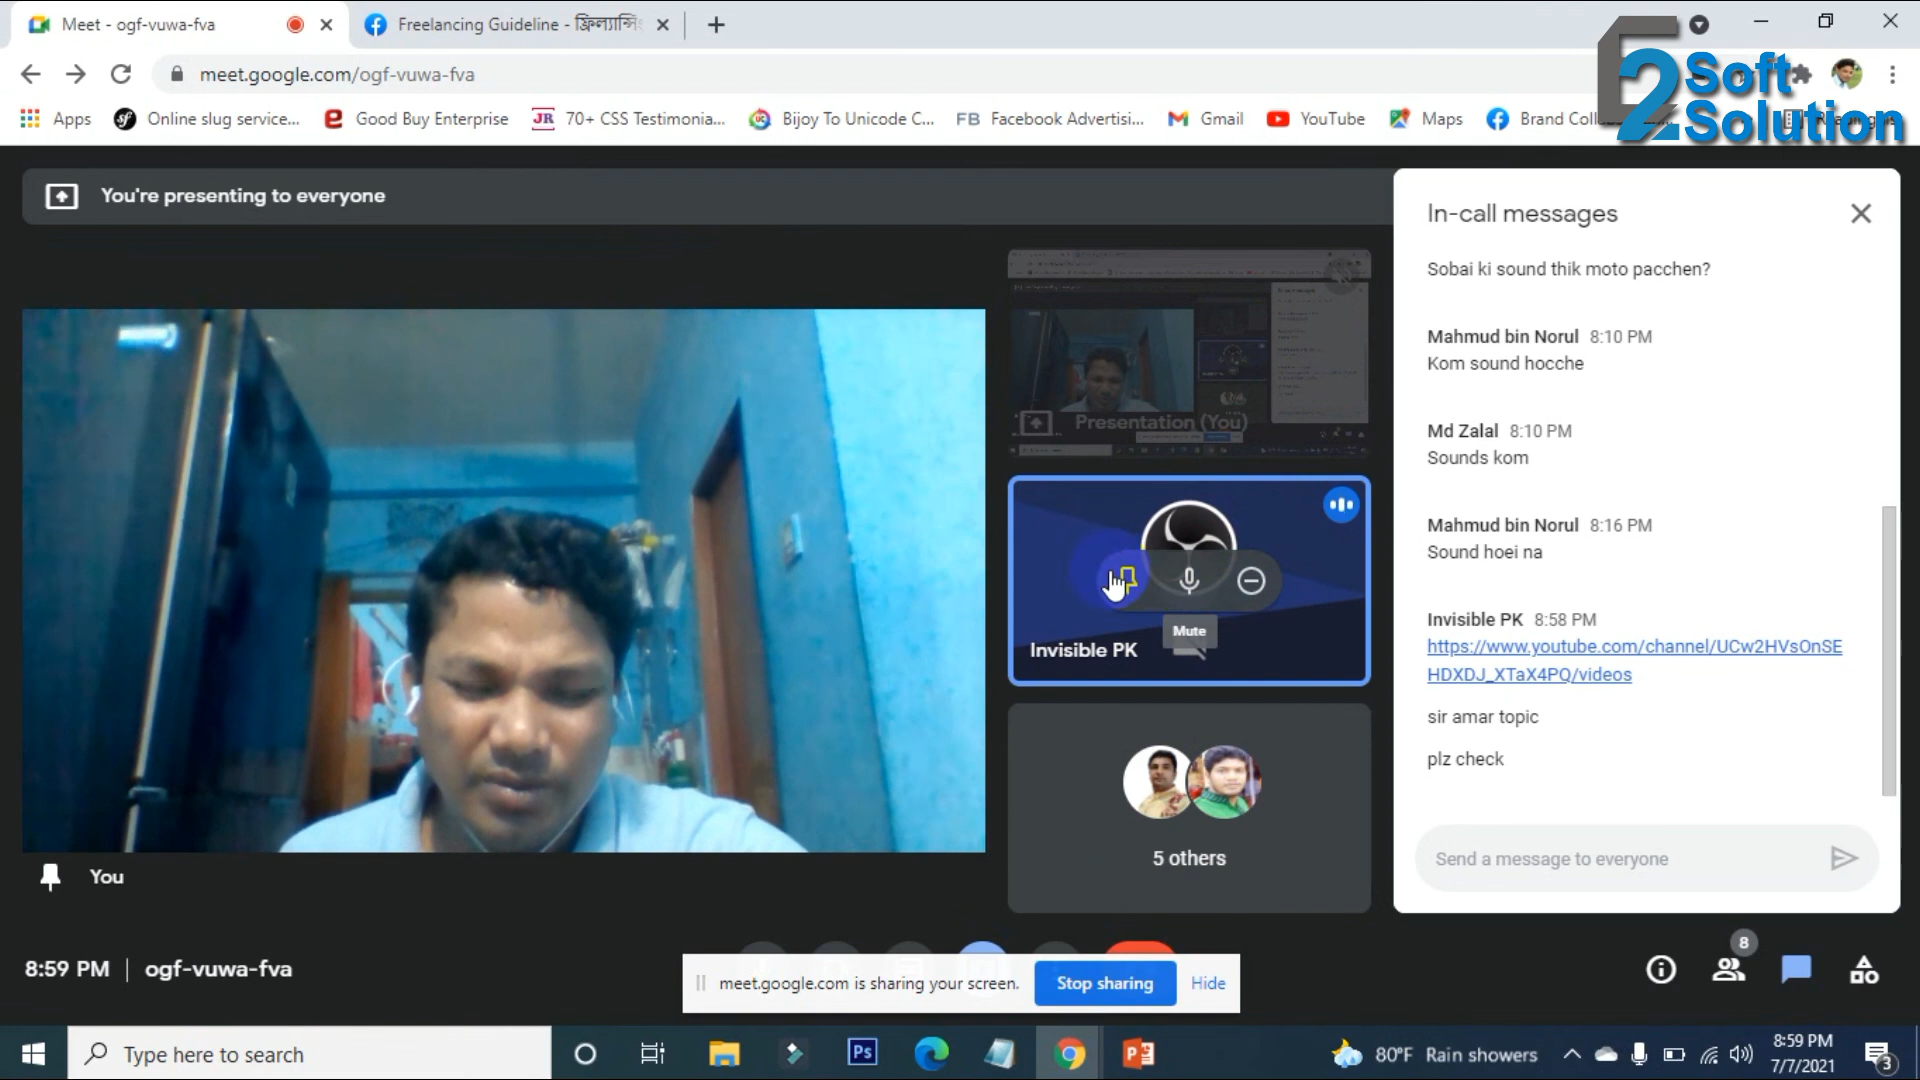 Meet - ogf-vuwa-fva
Freelancing Guideline - ফ্রিল্যান্সিং
meet.google.com/ogf-vuwa-fva
E2 Soft Solution
Apps
Online slug service...
Good Buy Enterprise
JR 70+ CSS Testimonia...
Bijoy To Unicode C...
FB Facebook Advertisi...
Gmail
YouTube
Maps
You're presenting to everyone
In-call messages
Sobai ki sound thik moto pacchen?
Mahmud bin Norul 8:10 PM
Kom sound hocche
Md Zalal 8:10 PM
Sounds kom
Mahmud bin Norul 8:16 PM
Sound hoei na
Invisible PK 8:58 PM
https://www.youtube.com/channel/UCw2HVsOnSE
HDXDJ_XTaX4PQ/videos
sir amar topic
plz check
Send a message to everyone
Presentation (You)
Mute
Invisible PK
5 others
You
8:59 PM | ogf-vuwa-fva
meet.google.com is sharing your screen.
Stop sharing
Hide
8
Type here to search
Ps
80°F Rain showers
8:59 PM
7/7/2021
3